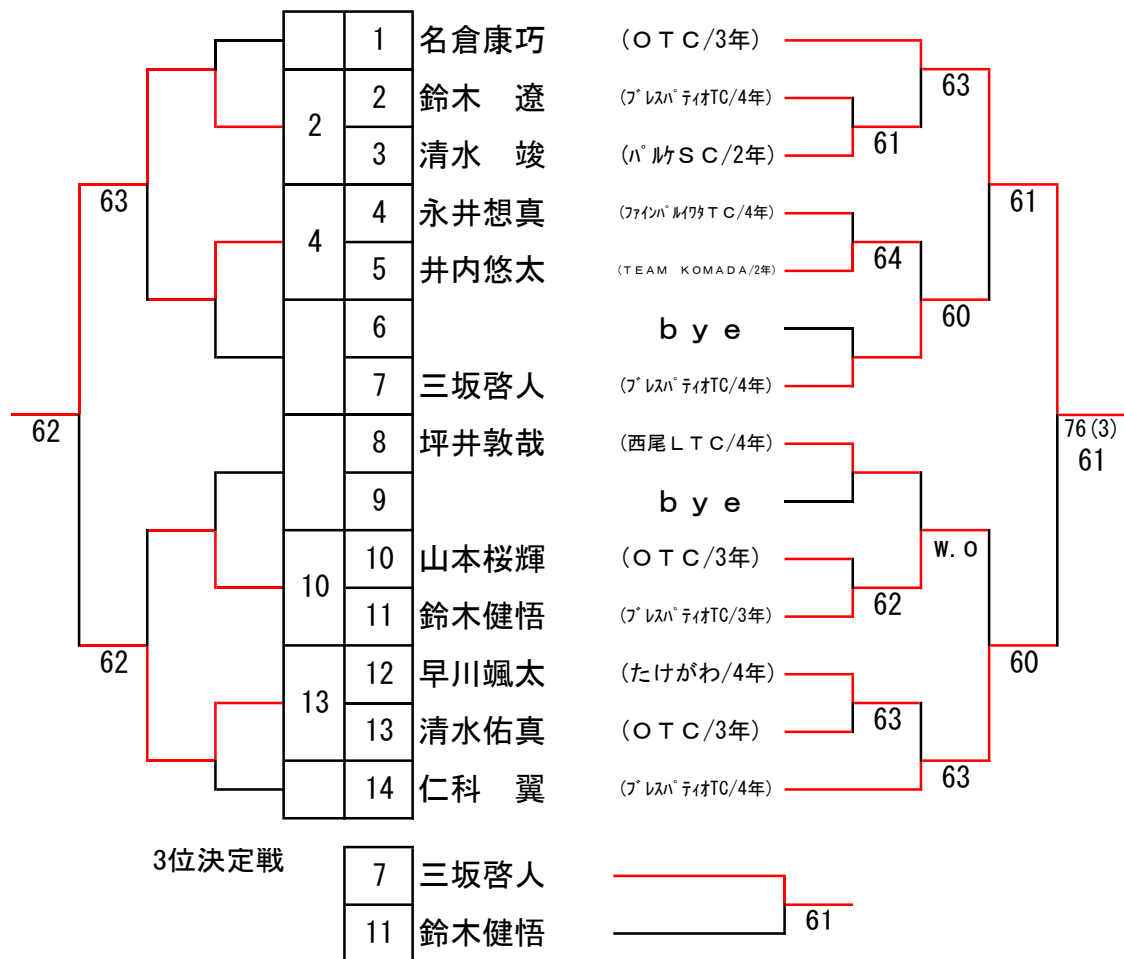 1 名倉康巧 (ＯＴＣ/3年)
63
2 鈴木　遼 (ﾌﾞﾚｽﾊﾟﾃｨｵTC/4年)
2
61
3 清水　竣 (ﾊﾟﾙｹＳＣ/2年)
63
61
4 永井想真 (ﾌｧｲﾝﾊﾟﾙｲﾜﾀＴＣ/4年)
4
64
5 井内悠太 (ＴＥＡＭ　ＫＯＭＡＤＡ/2年)
6 ｂｙｅ
60
7 三坂啓人 (ﾌﾞﾚｽﾊﾟﾃｨｵTC/4年)
62
76(3)
61
8 坪井敦哉 (西尾ＬＴＣ/4年)
9 ｂｙｅ
w.o
10 山本桜輝 (ＯＴＣ/3年)
10
62
11 鈴木健悟 (ﾌﾞﾚｽﾊﾟﾃｨｵTC/3年)
62
60
12 早川颯太 (たけがわ/4年)
13
63
13 清水佑真 (ＯＴＣ/3年)
63
14 仁科　翼 (ﾌﾞﾚｽﾊﾟﾃｨｵTC/4年)
3位決定戦
7 三坂啓人
61
11 鈴木健悟